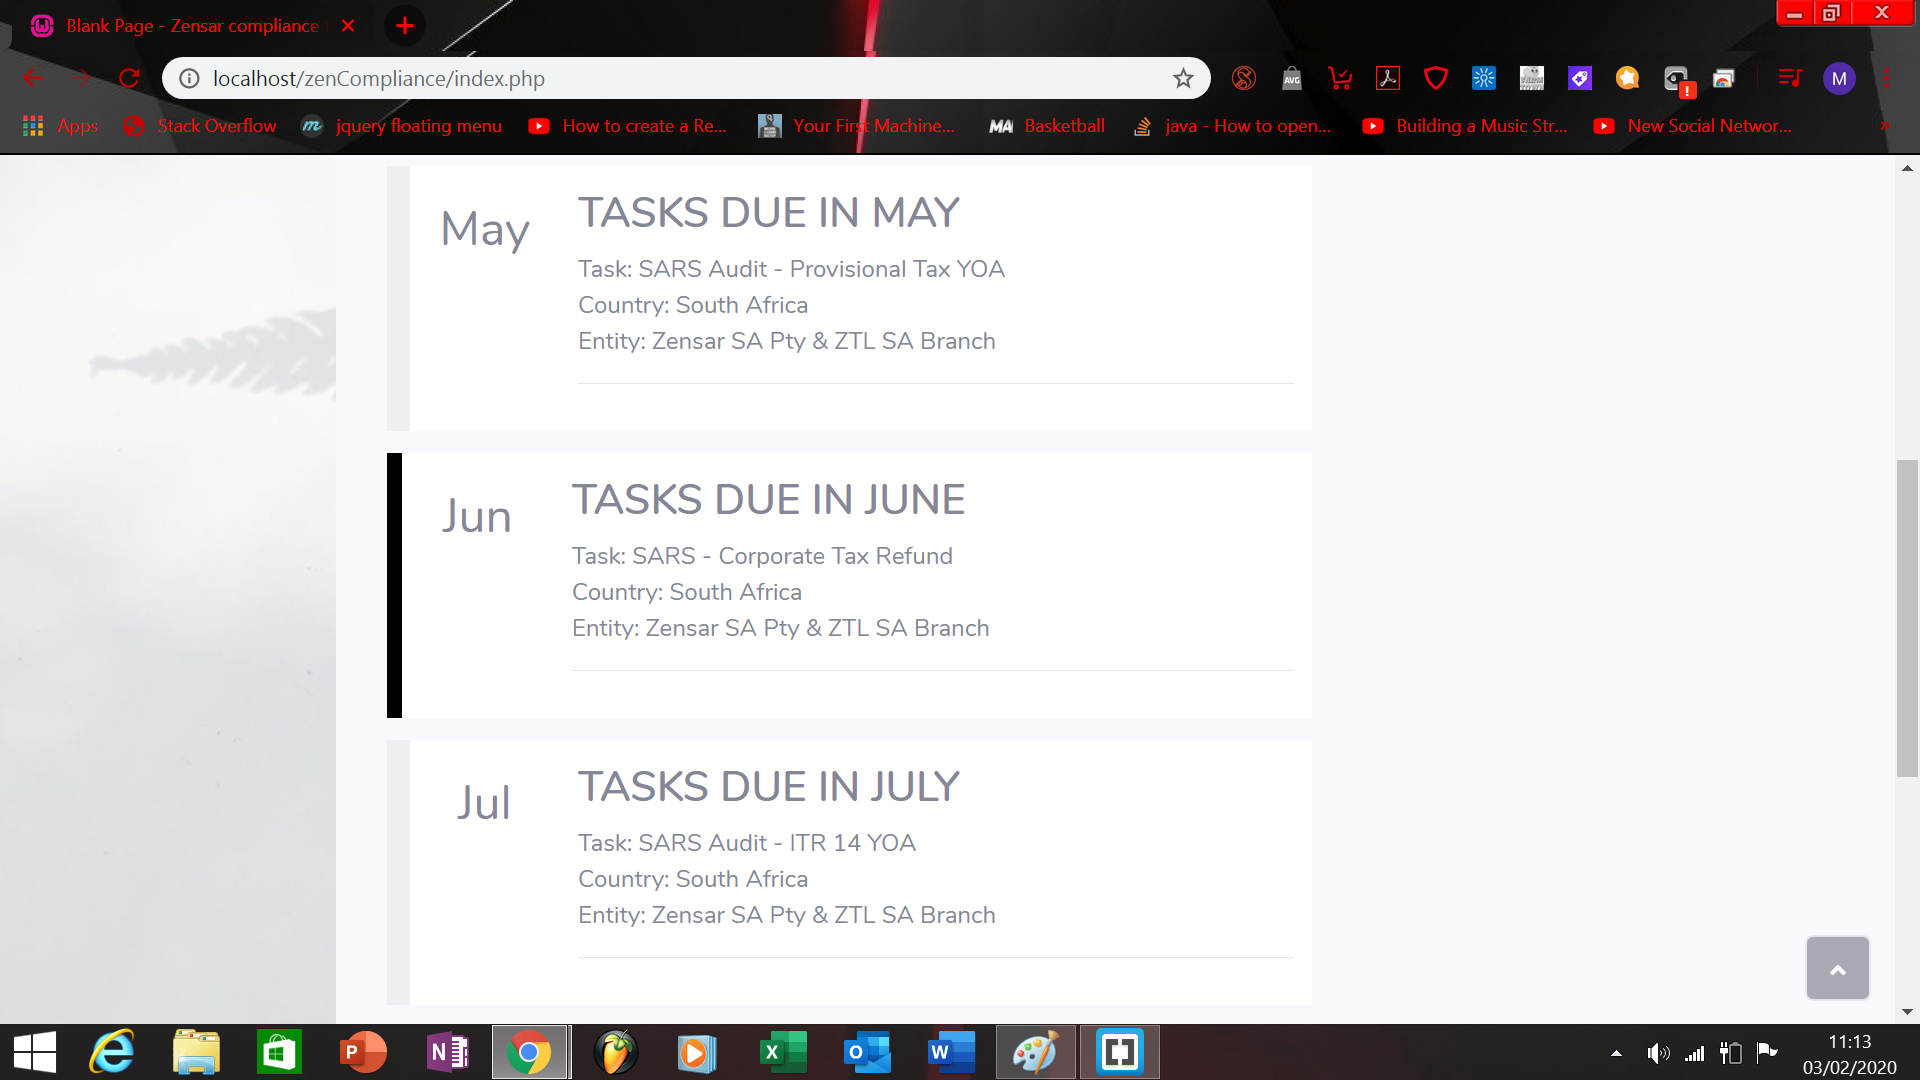 Blank Page - Zensar compliance
localhost/zenCompliance/index.php
AVG
M
Apps
Stack Overflow
jquery floating menu
How to create a Re...
Your First Machine...
MA
Basketball
java - How to open...
Building a Music Str...
New Social Networ...
May
TASKS DUE IN MAY
Task: SARS Audit - Provisional Tax YOA
Country: South Africa
Entity: Zensar SA Pty & ZTL SA Branch
Jun
TASKS DUE IN JUNE
Task: SARS - Corporate Tax Refund
Country: South Africa
Entity: Zensar SA Pty & ZTL SA Branch
Jul
TASKS DUE IN JULY
Task: SARS Audit - ITR 14 YOA
Country: South Africa
Entity: Zensar SA Pty & ZTL SA Branch
11:13
03/02/2020